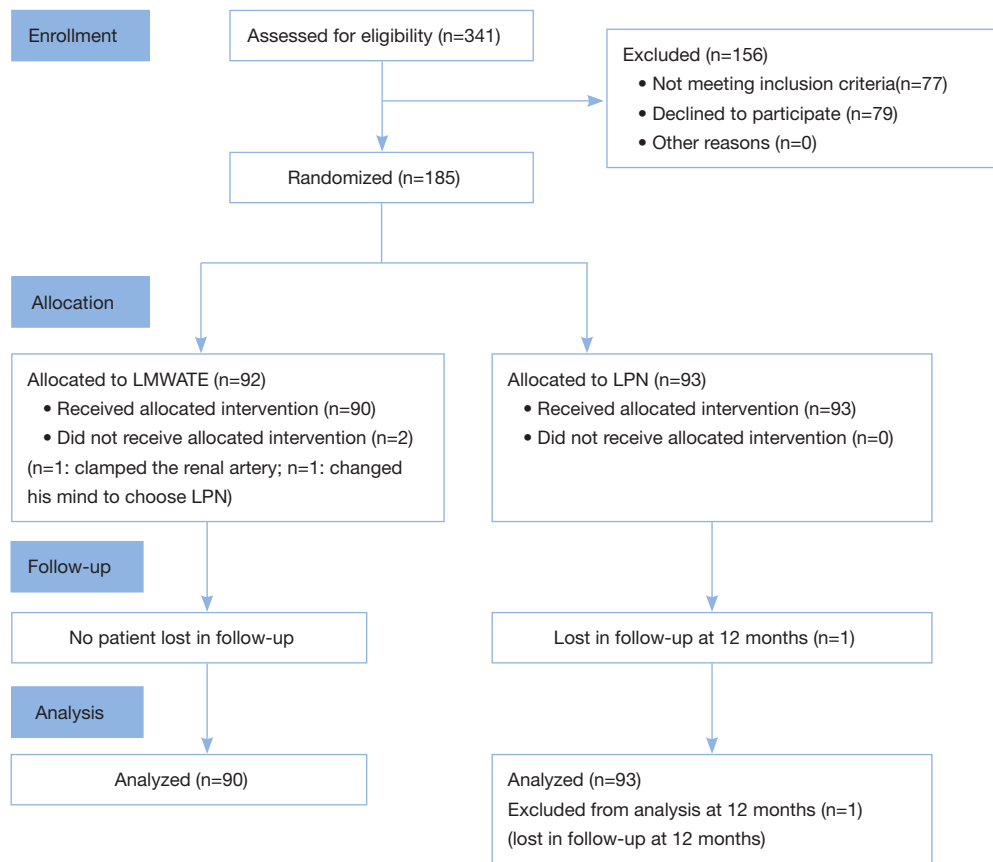 Enrollment
Assessed for eligibility (n=341)
Excluded (n=156)
• Not meeting inclusion criteria(n=77)
• Declined to participate (n=79)
• Other reasons (n=0)
Randomized (n=185)
Allocation
Allocated to LMWATE (n=92)
• Received allocated intervention (n=90)
• Did not receive allocated intervention (n=2)
(n=1: clamped the renal artery; n=1: changed
his mind to choose LPN)
Allocated to LPN (n=93)
• Received allocated intervention (n=93)
• Did not receive allocated intervention (n=0)
Follow-up
No patient lost in follow-up
Lost in follow-up at 12 months (n=1)
Analysis
Analyzed (n=90)
Analyzed (n=93)
Excluded from analysis at 12 months (n=1)
(lost in follow-up at 12 months)